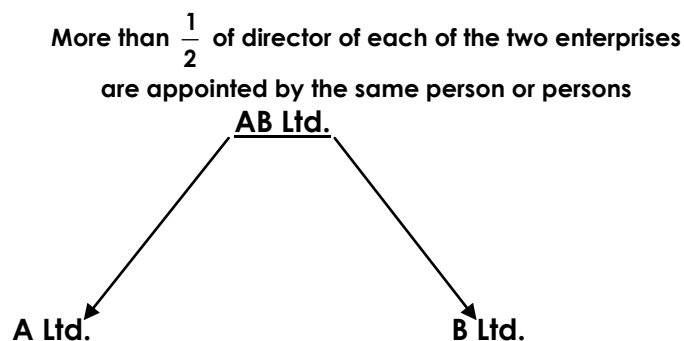 More than 1/2 of director of each of the two enterprises
are appointed by the same person or persons
AB Ltd.
A Ltd. B Ltd.